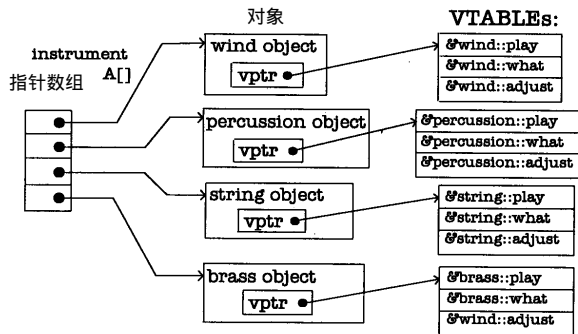 对象
VTABLEs:
instrument
A[]
指针数组
wind object
vptr
&wind::play
&wind::what
&wind::adjust
percussion object
vptr
&percussion::play
&percussion::what
&percussion::adjust
string object
vptr
&string::play
&string::what
&string::adjust
brass object
vptr
&brass::play
&brass::what
&wind::adjust